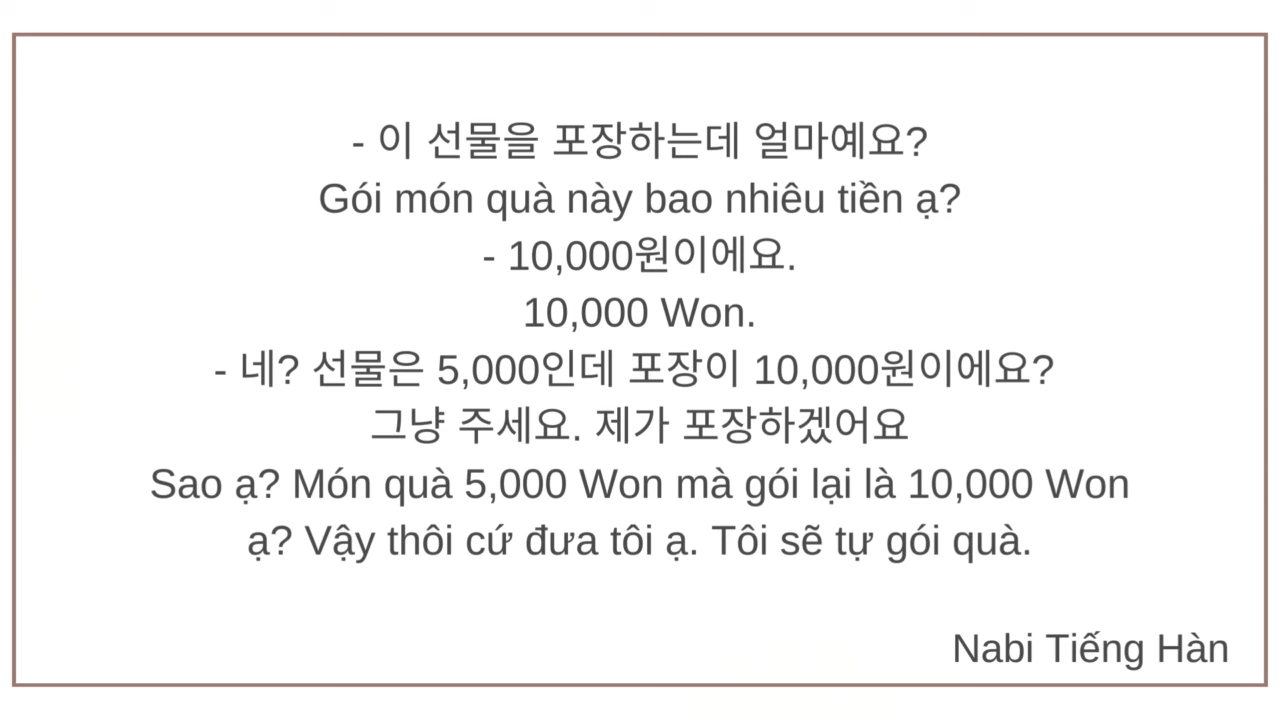 - 이 선물을 포장하는데 얼마예요?
Gói món quà này bao nhiêu tiền ạ?
- 10,000원이에요.
10,000 Won.
- 네? 선물은 5,000인데 포장이 10,000원이에요?
그냥 주세요. 제가 포장하겠어요
Sao ạ? Món quà 5,000 Won mà gói lại là 10,000 Won
ạ? Vậy thôi cứ đưa tôi ạ. Tôi sẽ tự gói quà.
Nabi Tiếng Hàn